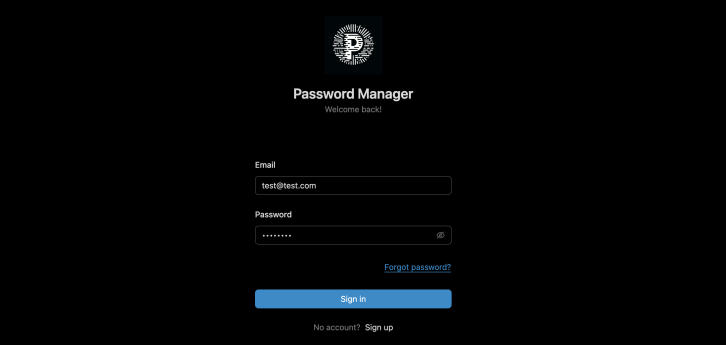 P
Password Manager
Welcome back!
Email
test@test.com
Password
••••••••
Forgot password?
Sign in
No account? Sign up